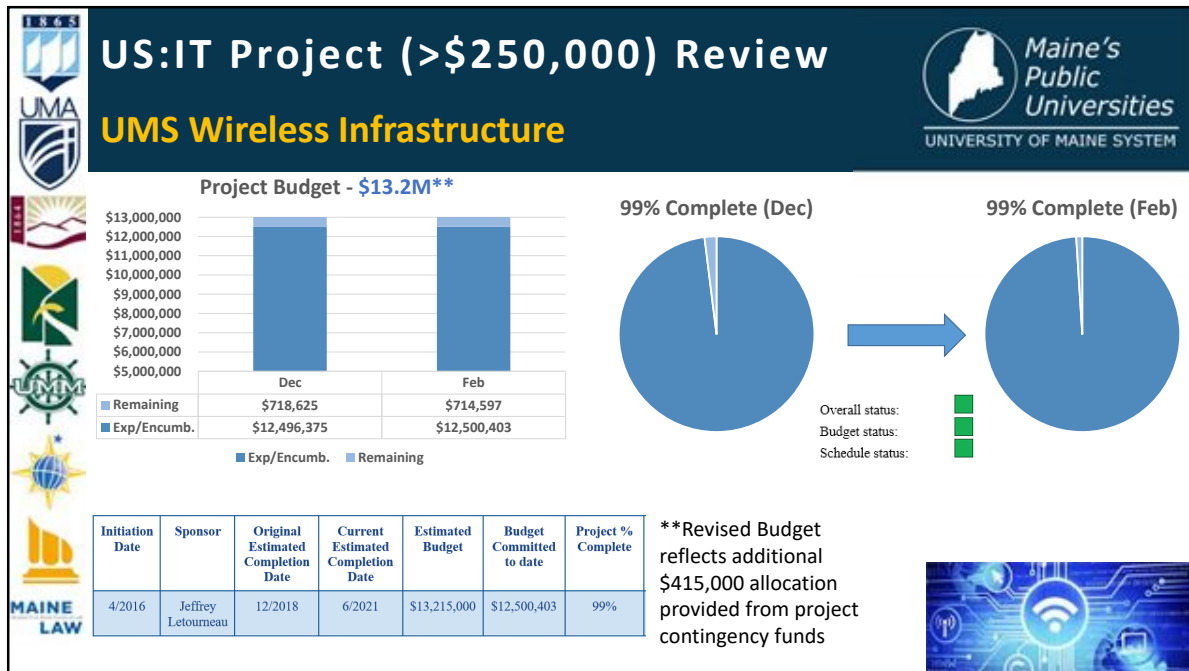 1865
US:IT Project (>$250,000) Review
UMS Wireless Infrastructure
Maine's
Public
Universities
UNIVERSITY OF MAINE SYSTEM
UMA
1864
UMM
MAINE
LAW
Project Budget - $13.2M**
$13,000,000
$12,000,000
$11,000,000
$10,000,000
$9,000,000
$8,000,000
$7,000,000
$6,000,000
$5,000,000
Dec Feb
Remaining $718,625 $714,597
Exp/Encumb. $12,496,375 $12,500,403
Exp/Encumb. Remaining
99% Complete (Dec)
99% Complete (Feb)
Overall status:
Budget status:
Schedule status:
Initiation Date Sponsor Original Estimated Completion Date Current Estimated Completion Date Estimated Budget Budget Committed to date Project % Complete
4/2016 Jeffrey Letourneau 12/2018 6/2021 $13,215,000 $12,500,403 99%
**Revised Budget
reflects additional
$415,000 allocation
provided from project
contingency funds